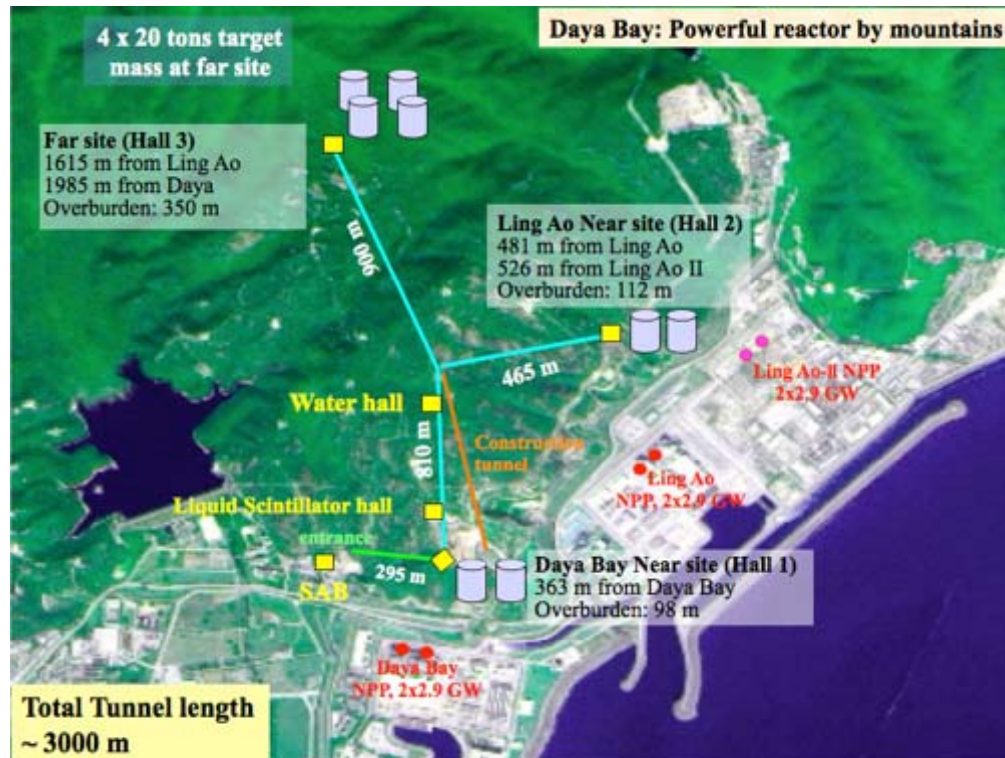 4 x 20 tons target
mass at far site
Daya Bay: Powerful reactor by mountains
Far site (Hall 3)
1615 m from Ling Ao
1985 m from Daya
Overburden: 350 m
900 m
Ling Ao Near site (Hall 2)
481 m from Ling Ao
526 m from Ling Ao II
Overburden: 112 m
465 m
Ling Ao-II NPP
2x2.9 GW
Water hall
810 m
Construction
tunnel
Ling Ao
NPP, 2x2.9 GW
Liquid Scintillator hall
entrance
295 m
SAB
Daya Bay Near site (Hall 1)
363 m from Daya Bay
Overburden: 98 m
Daya Bay
NPP, 2x2.9 GW
Total Tunnel length
~ 3000 m